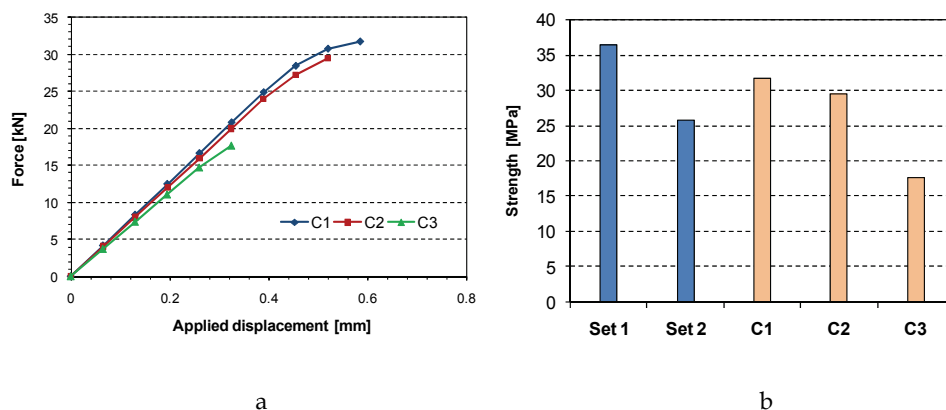 35
30
25
20
15
10
5
0
Force [kN]
C1 C2 C3
0 0.2 0.4 0.6 0.8
Applied displacement [mm]
a
40
35
30
25
20
15
10
5
0
Strength [MPa]
Set 1 Set 2 C1 C2 C3
b